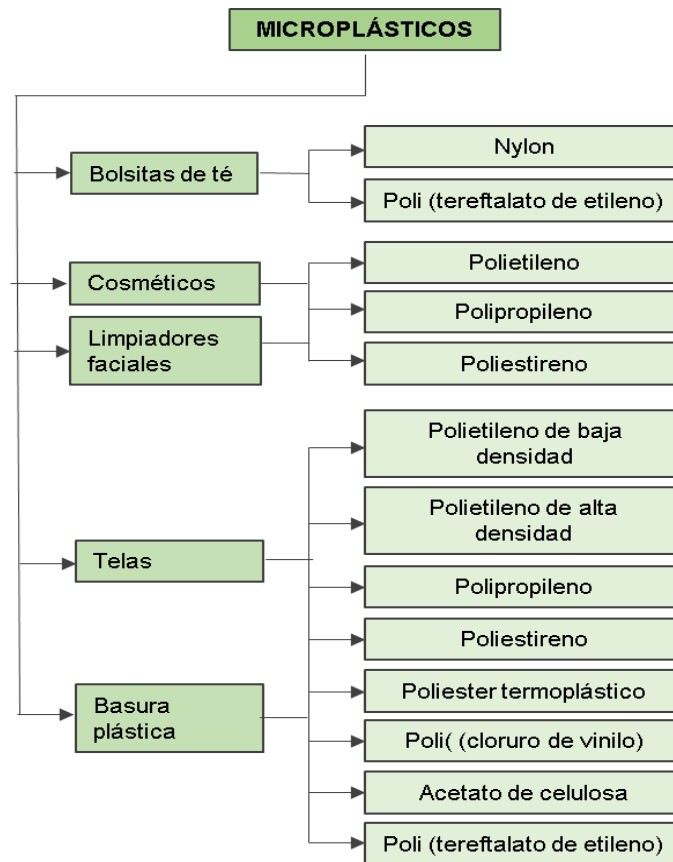 MICROPLÁSTICOS
Bolsitas de té
Nylon
Poli (tereftalato de etileno)
Cosméticos
Limpiadores
faciales
Polietileno
Polipropileno
Poliestireno
Telas
Basura
plástica
Polietileno de baja
densidad
Polietileno de alta
densidad
Polipropileno
Poliestireno
Poliester termoplástico
Poli( (cloruro de vinilo)
Acetato de celulosa
Poli (tereftalato de etileno)